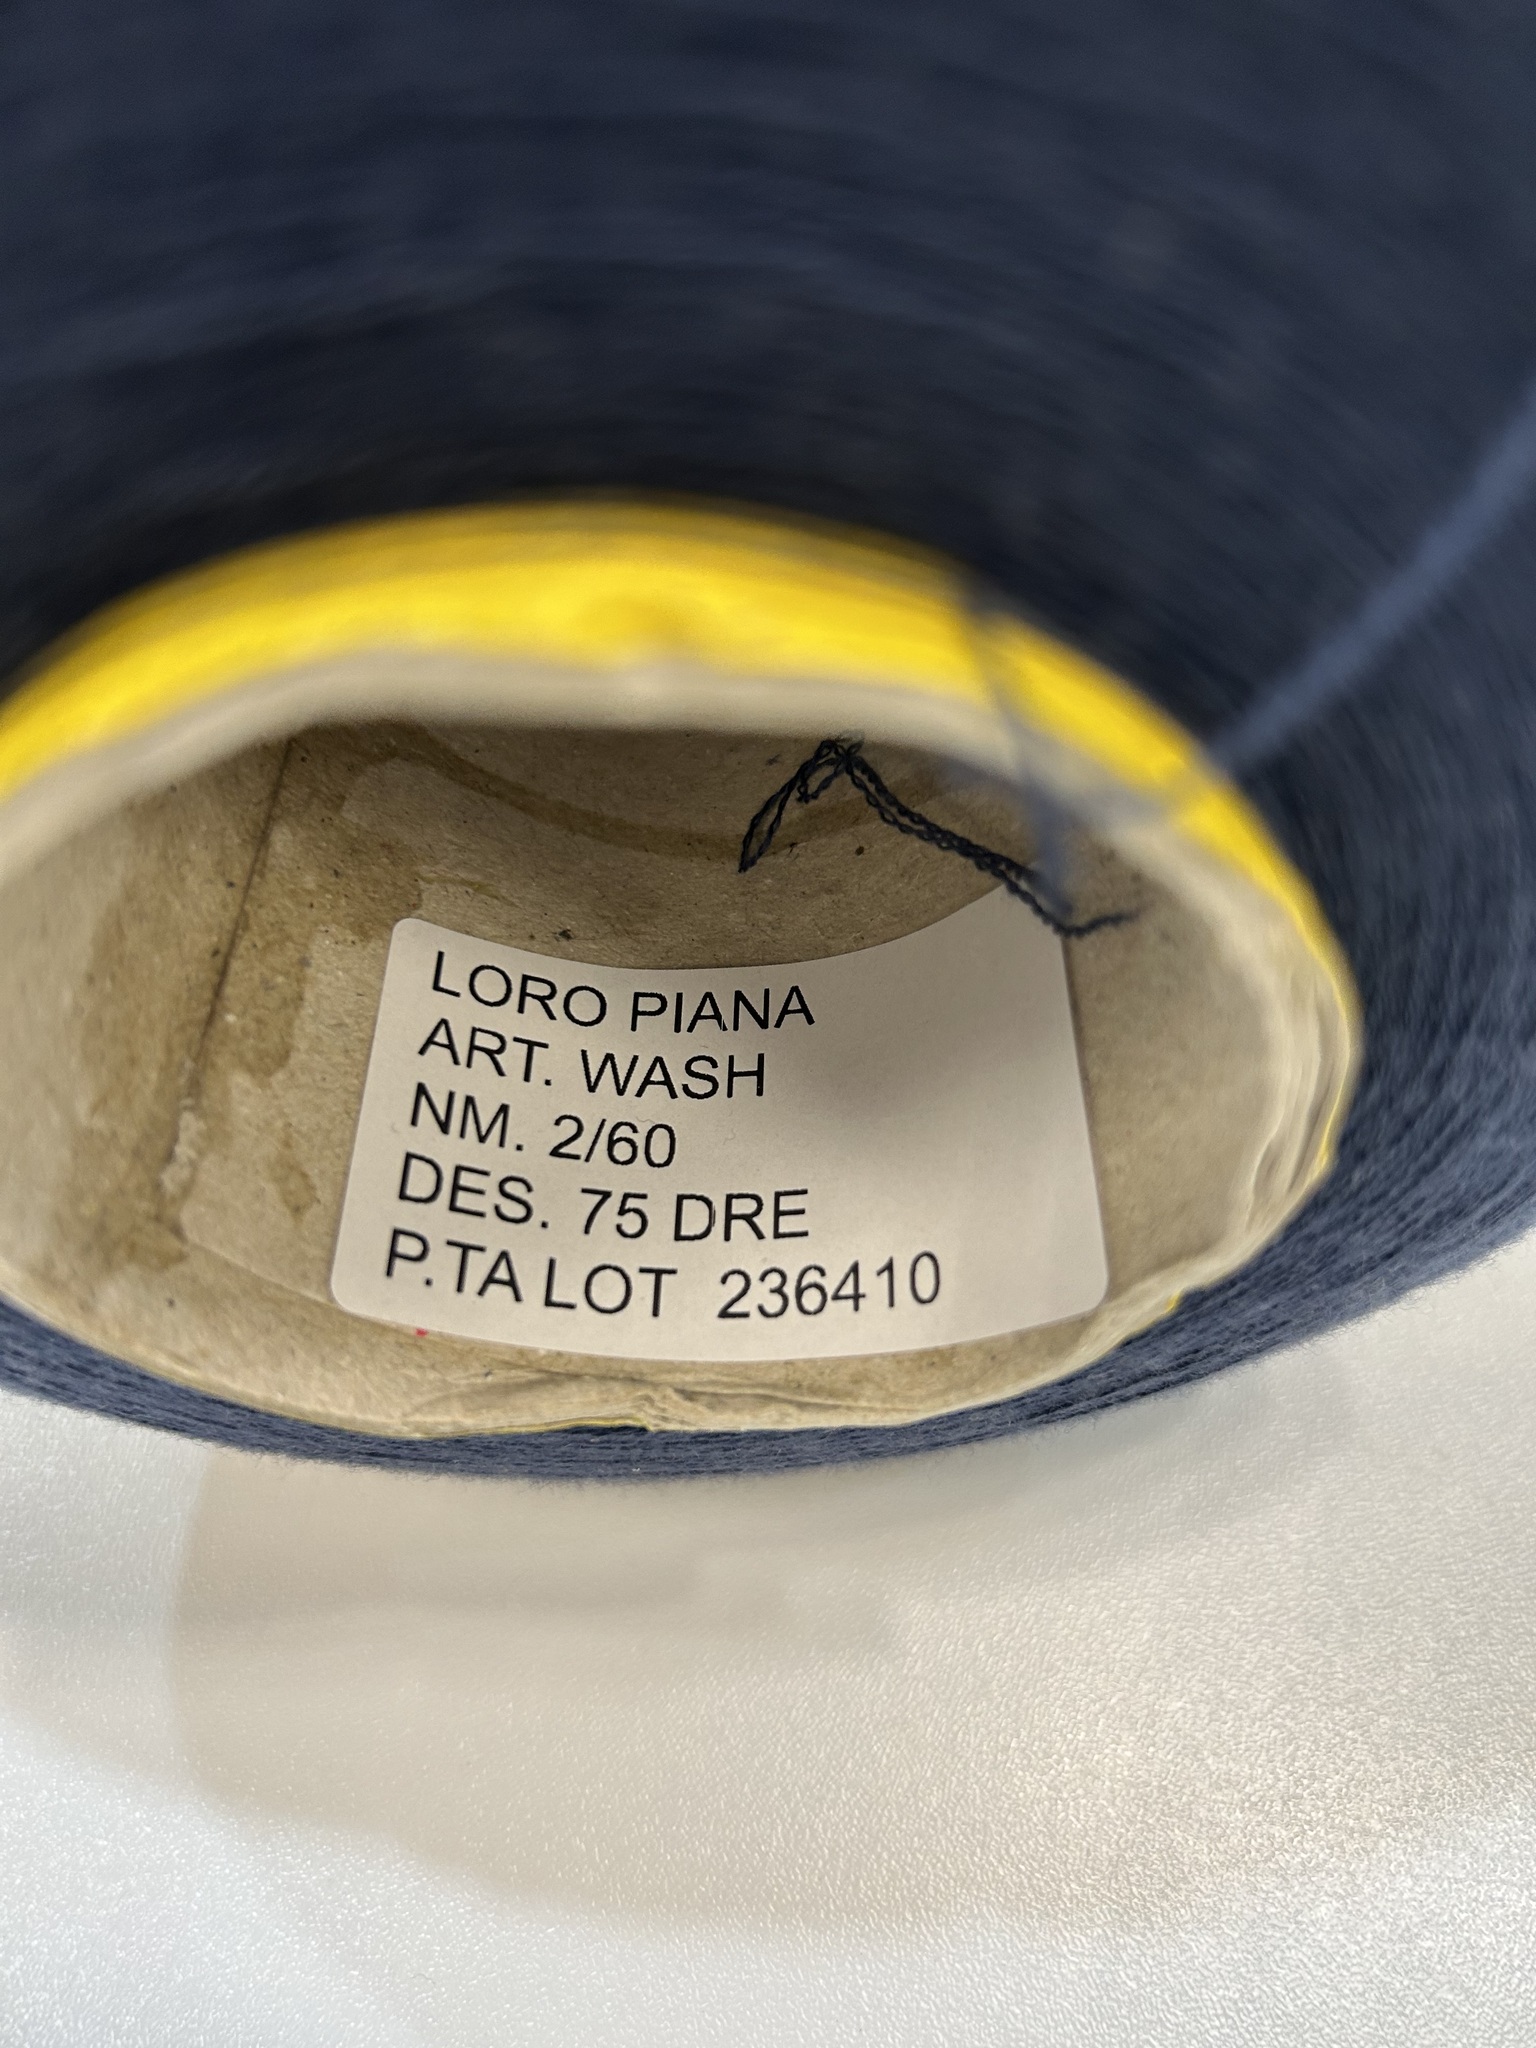 LORO PIANA
ART. WASH
NM. 2/60
DES. 75 DRE
P.TA LOT 236410